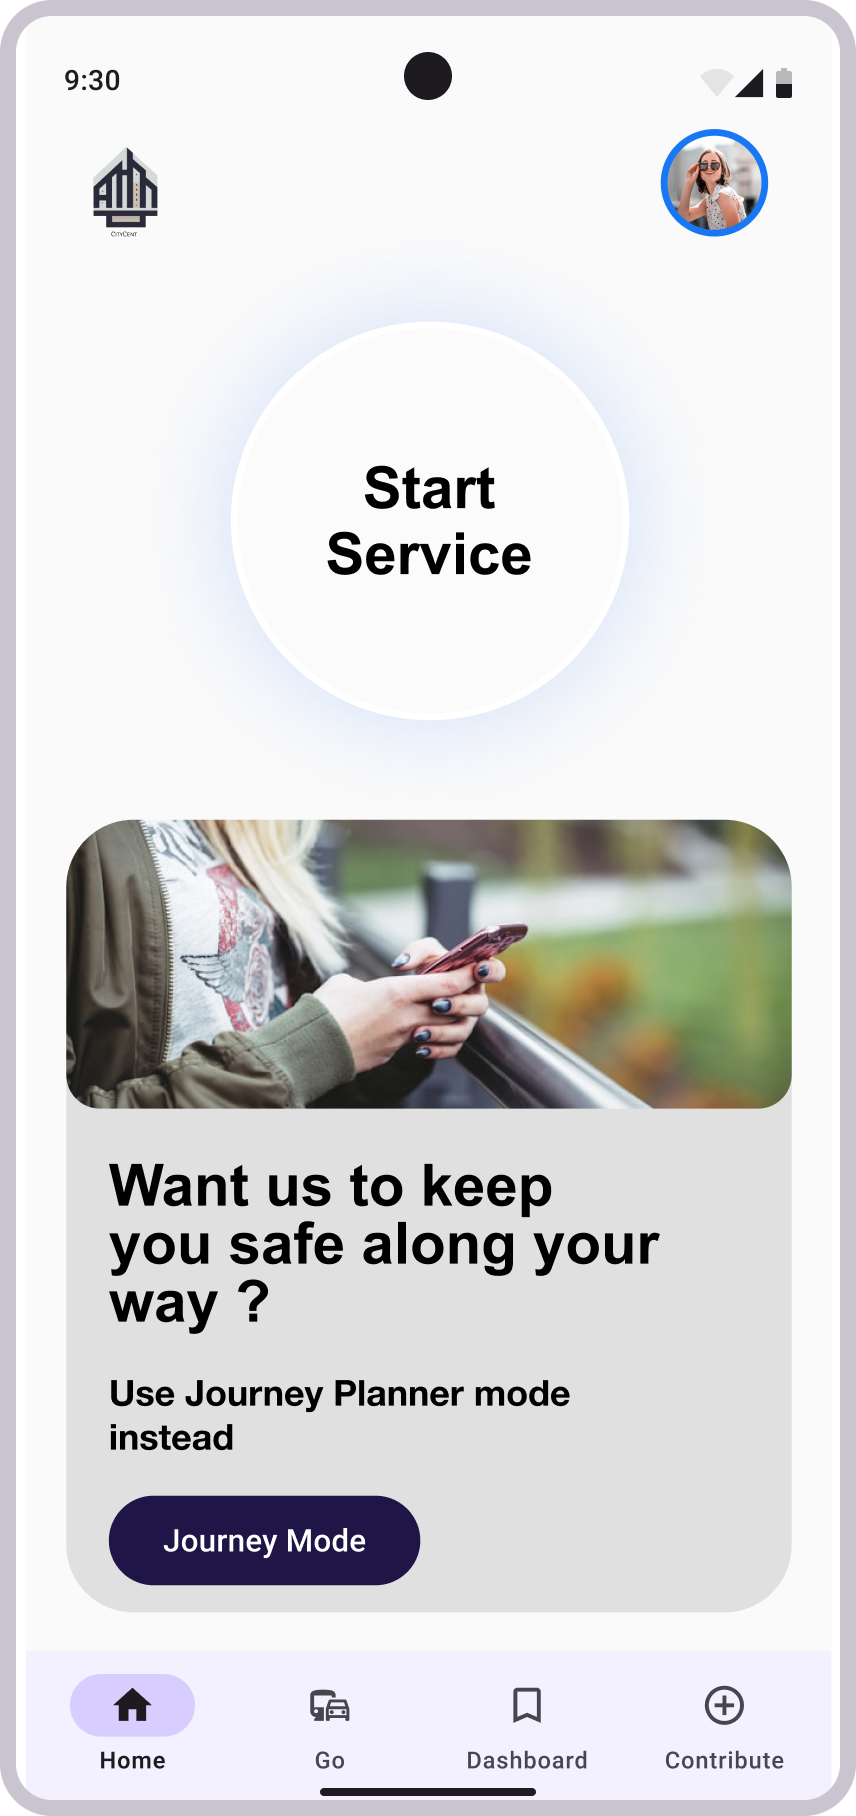 9:30
CityCent
Start
Service
Want us to keep
you safe along your
way ?
Use Journey Planner mode
instead
Journey Mode
Home
Go
Dashboard
Contribute